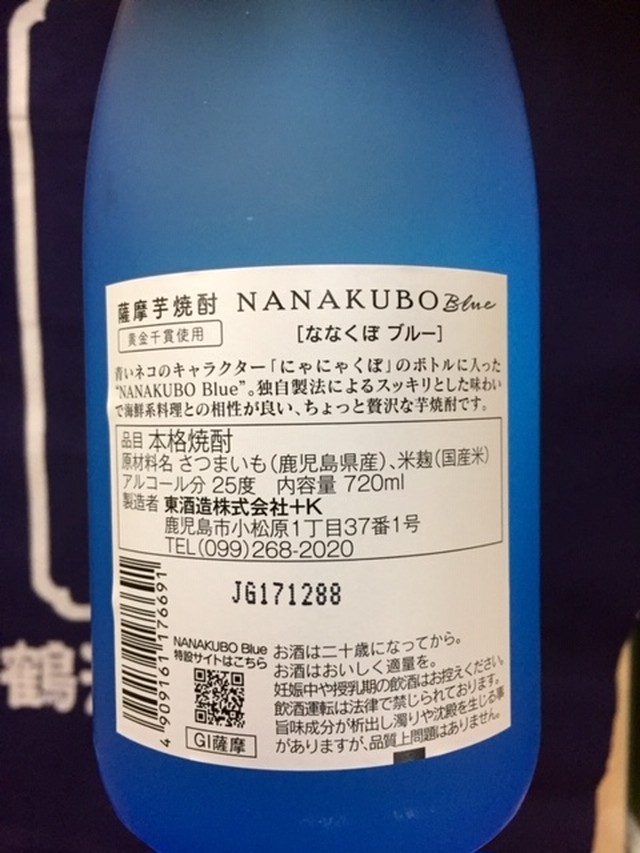 薩摩芋焼酎 NANAKUBO Blue
黄金千貫使用
[ななくぼ ブルー]
青いネコのキャラクター「にゃにゃくぼ」のボトルに入った
“NANAKUBO Blue”。独自製法によるスッキリとした味わい
で海鮮系料理との相性が良い、ちょっと贅沢な芋焼酎です。
品目 本格焼酎
原材料名 さつまいも(鹿児島県産)、米麹(国産米)
アルコール分 25度 内容量 720ml
製造者 東酒造株式会社+K
鹿児島市小松原1丁目37番1号
TEL(099)268-2020
JG171288
4 909161 176691
NANAKUBO Blue
特設サイトはこちら
GI薩摩
お酒は二十歳になってから。
お酒はおいしく適量を。
妊娠中や授乳期の飲酒はお控えください。
飲酒運転は法律で禁じられております。
旨味成分が析出し濁りや沈殿を生じる事
がありますが、品質上問題はありません。
鶴